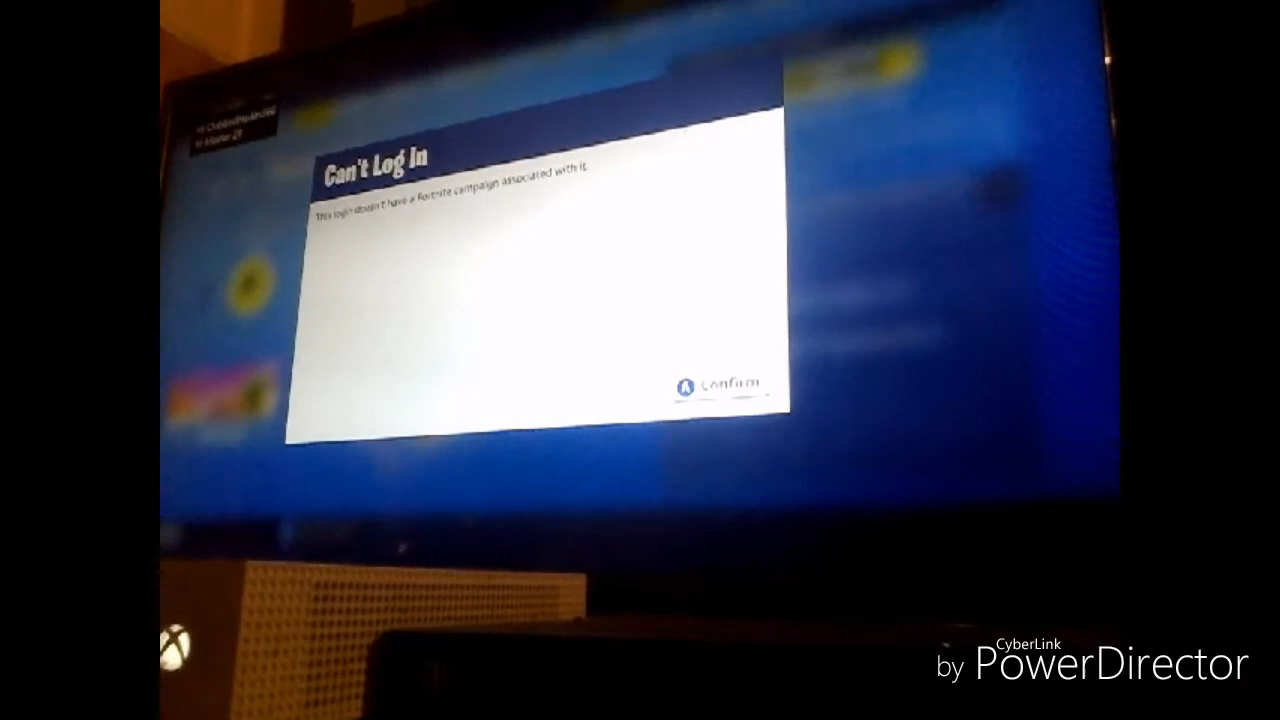 Can't Log In
This login doesn't have a Fortnite campaign associated with it.
A Confirm
CyberLink
by PowerDirector